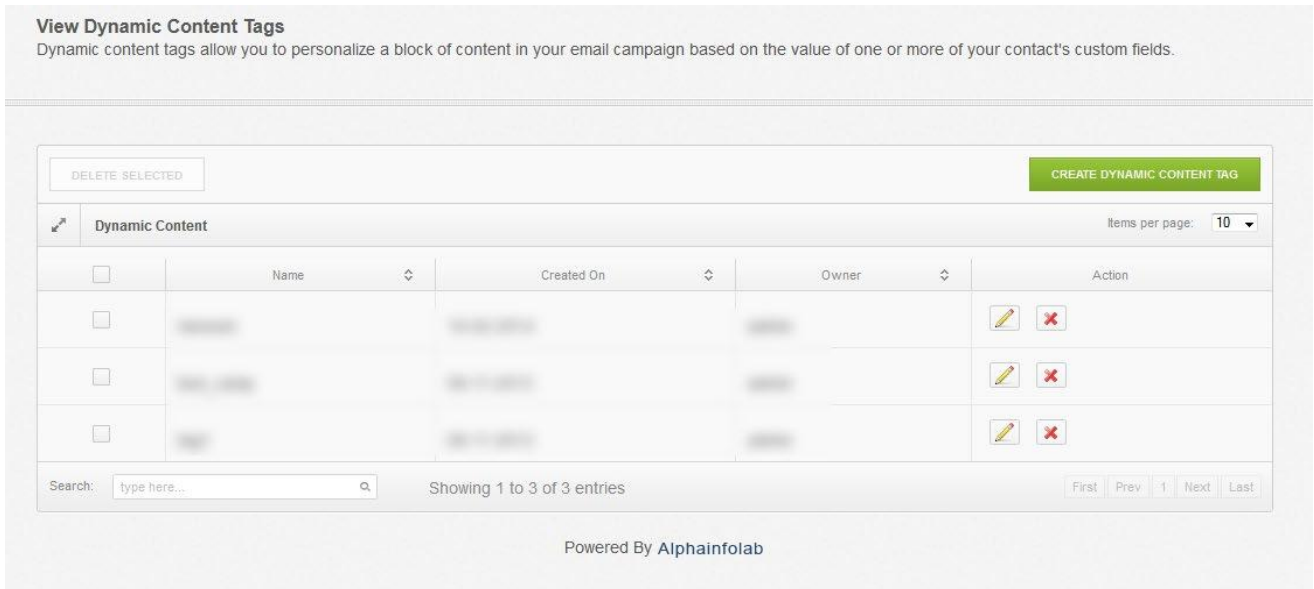 View Dynamic Content Tags
Dynamic content tags allow you to personalize a block of content in your email campaign based on the value of one or more of your contact's custom fields.
DELETE SELECTED
CREATE DYNAMIC CONTENT TAG
Dynamic Content
Items per page: 10
Name Created On Owner Action
Search: type here... Showing 1 to 3 of 3 entries First Prev 1 Next Last
Powered By Alphainfolab